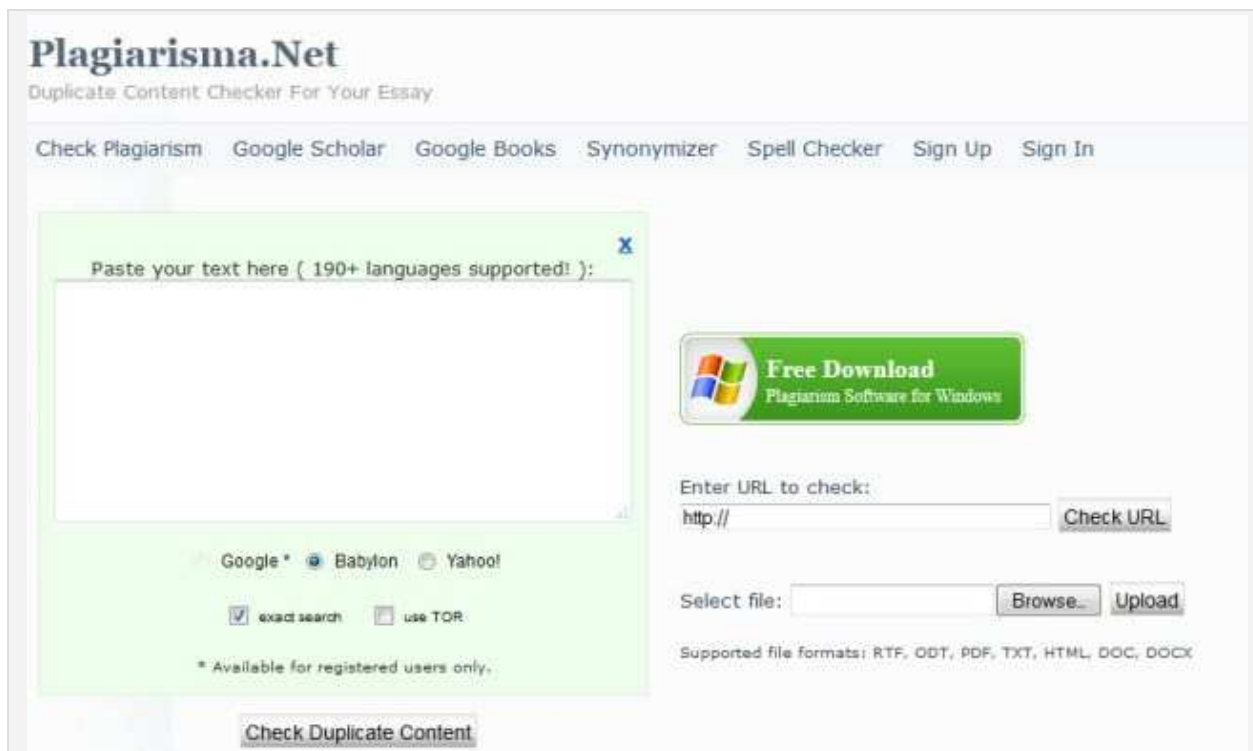 Plagiarisma.Net
Duplicate Content Checker For Your Essay
Check Plagiarism Google Scholar Google Books Synonymizer Spell Checker Sign Up Sign In
X
Paste your text here ( 190+ languages supported! ):
Free Download
Plagiarism Software for Windows
Enter URL to check:
http:// Check URL
Google * Babylon Yahoo!
exact search use TOR
* Available for registered users only.
Select file: Browse... Upload
Supported file formats: RTF, ODT, PDF, TXT, HTML, DOC, DOCX
Check Duplicate Content